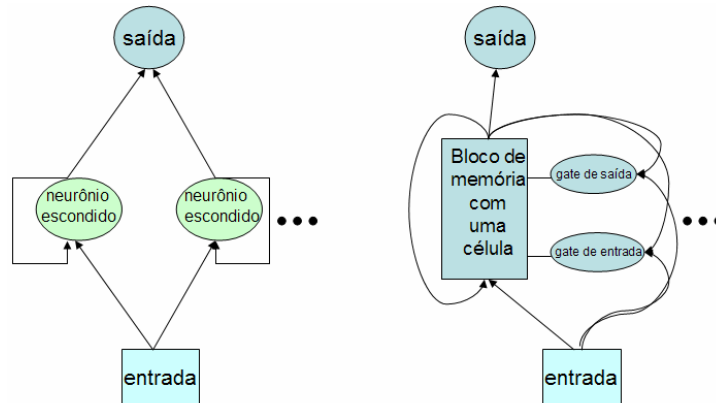 saída
neurônio
escondido
neurônio
escondido
entrada
saída
Bloco de
memória
com
uma
célula
gate de saída
gate de entrada
entrada